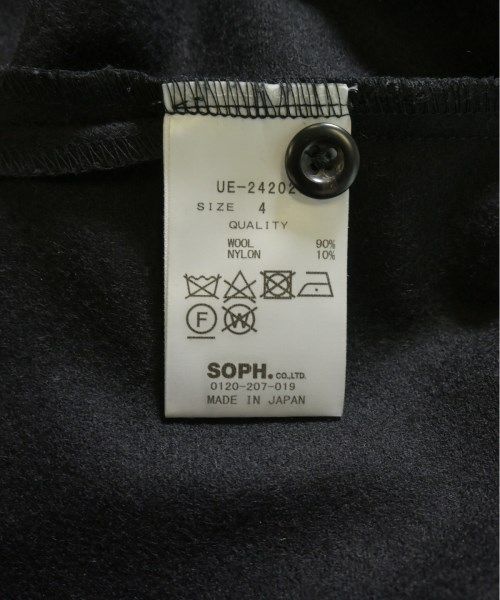 UE-24202
SIZE 4
QUALITY
WOOL 90%
NYLON 10%
F W
SOPH. CO.,LTD.
0120-207-019
MADE IN JAPAN